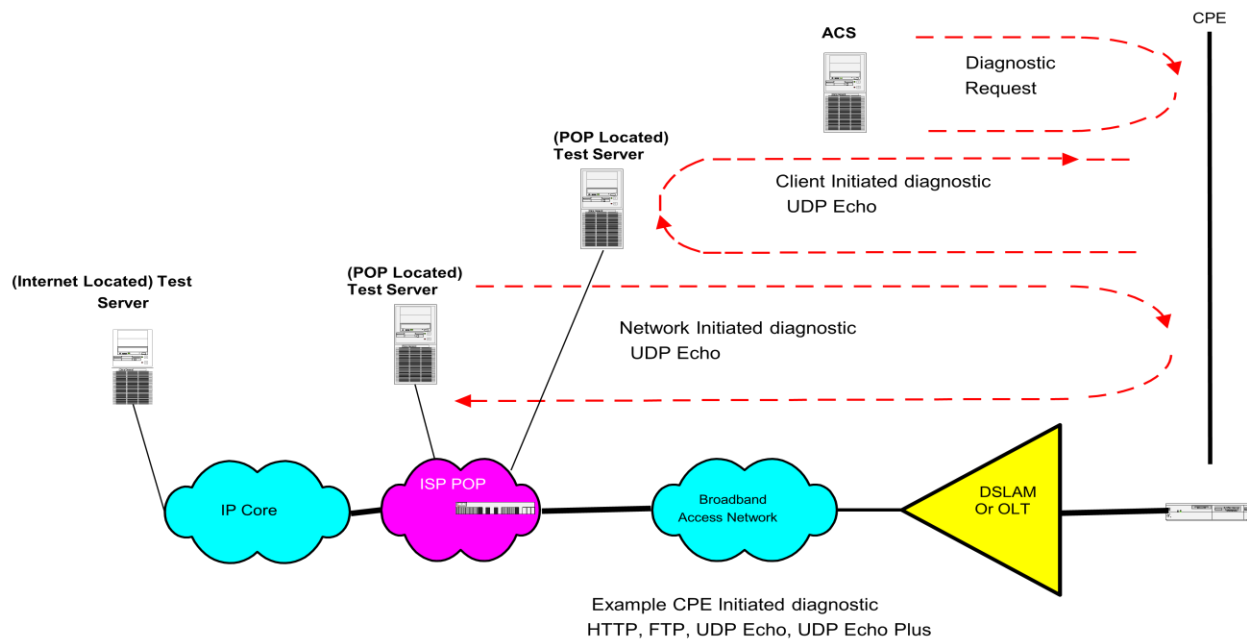 CPE
ACS
Diagnostic
Request
(POP Located)
Test Server
Client Initiated diagnostic
UDP Echo
(Internet Located) Test
Server
(POP Located)
Test Server
Network Initiated diagnostic
UDP Echo
IP Core
ISP POP
Broadband
Access Network
DSLAM
Or OLT
Example CPE Initiated diagnostic
HTTP, FTP, UDP Echo, UDP Echo Plus